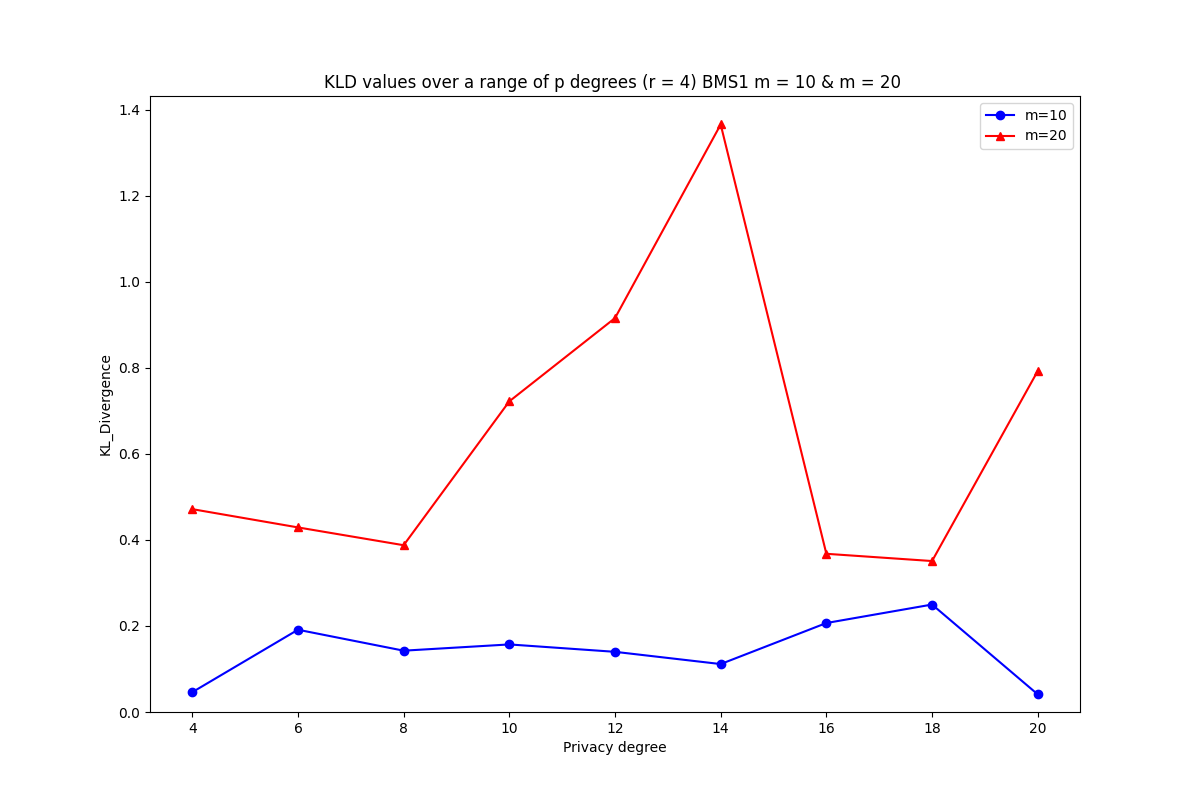 KLD values over a range of p degrees (r = 4) BMS1 m = 10 & m = 20
m=10
m=20
1.4
1.2
1.0
0.8
0.6
0.4
0.2
0.0
KL_Divergence
4 6 8 10 12 14 16 18 20
Privacy degree